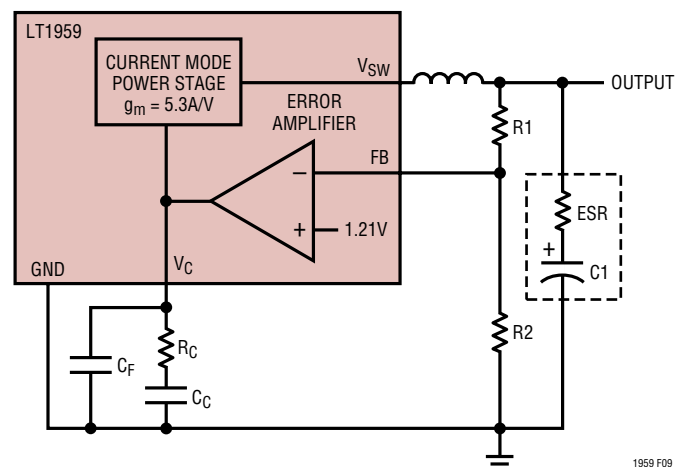 LT1959
CURRENT MODE
POWER STAGE
gm = 5.3A/V
VSW
OUTPUT
ERROR
AMPLIFIER
R1
FB
–
+
1.21V
ESR
+
C1
GND
VC
R2
RC
CF
CC
1959 F09